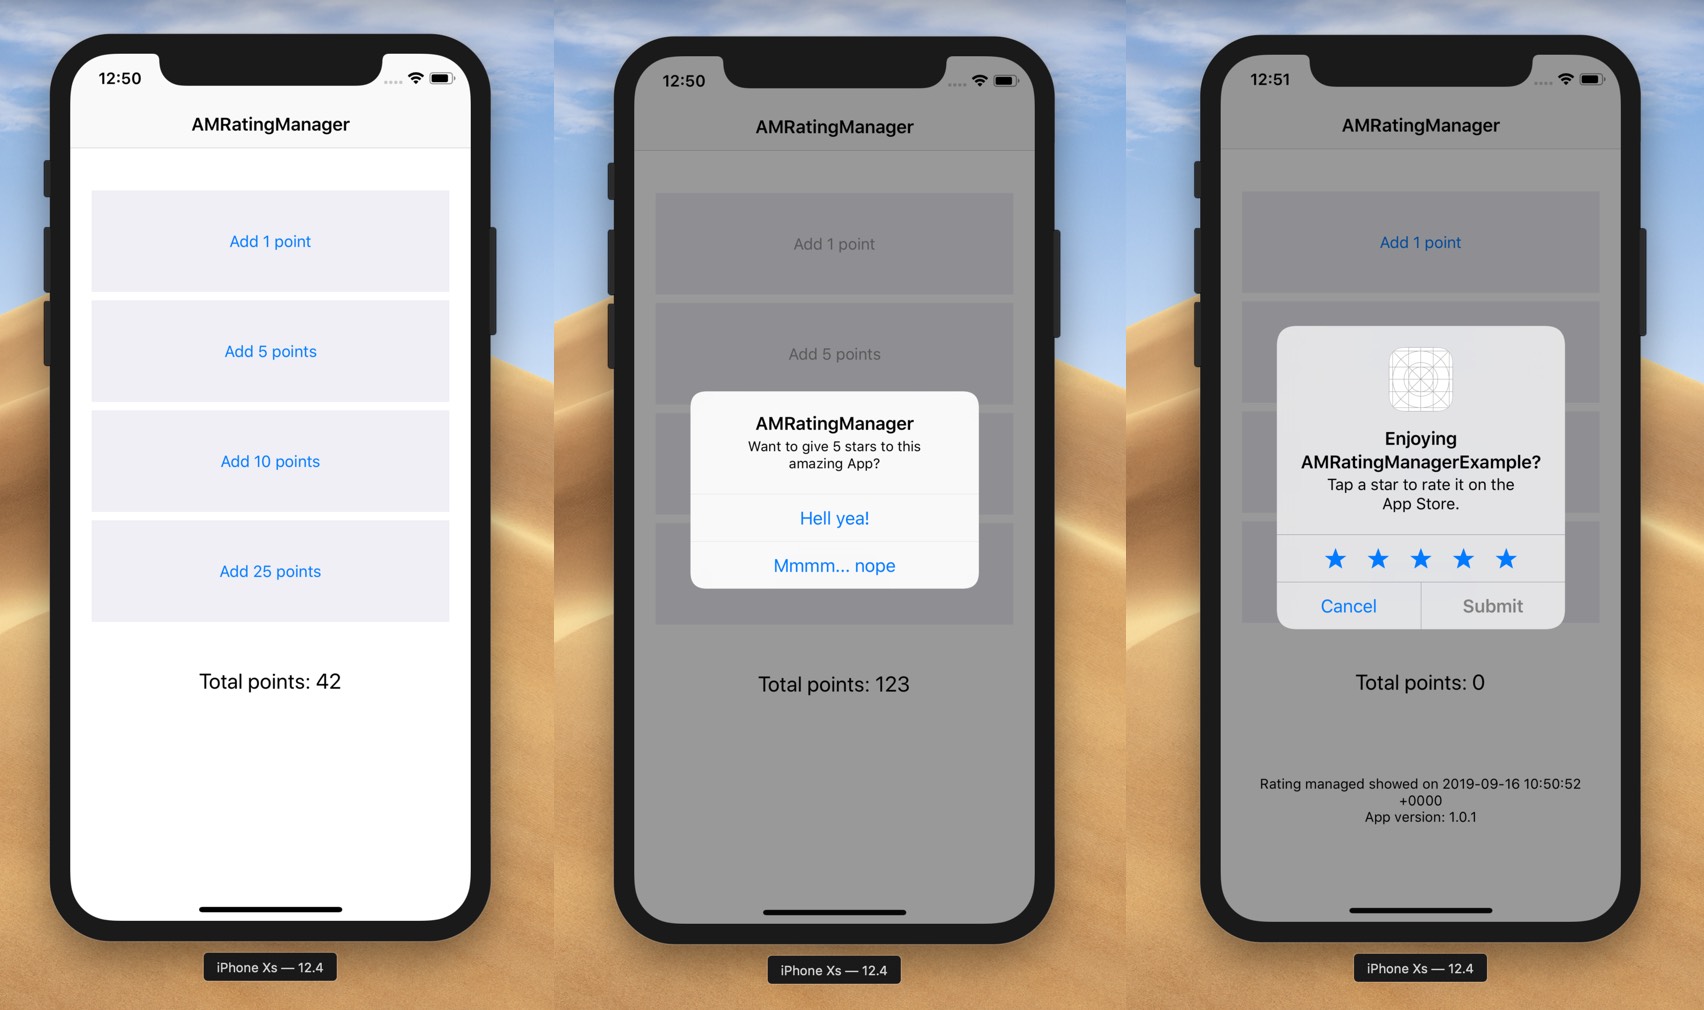 12:50
AMRatingManager
Add 1 point
Add 5 points
Add 10 points
Add 25 points
Total points: 42
iPhone Xs — 12.4
12:50
AMRatingManager
Add 1 point
Add 5 points
AMRatingManager
Want to give 5 stars to this
amazing App?
Hell yea!
Mmmm... nope
Total points: 123
iPhone Xs — 12.4
12:51
AMRatingManager
Add 1 point
Enjoying
AMRatingManagerExample?
Tap a star to rate it on the
App Store.
Cancel
Submit
Total points: 0
Rating managed showed on 2019-09-16 10:50:52
+0000
App version: 1.0.1
iPhone Xs — 12.4